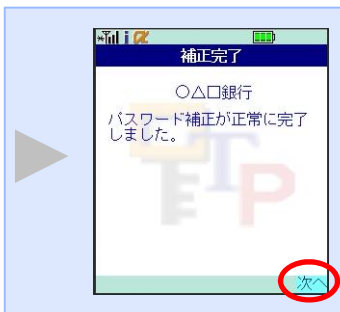 補正完了
○△□銀行
パスワード補正が正常に完了
しました。
次へ